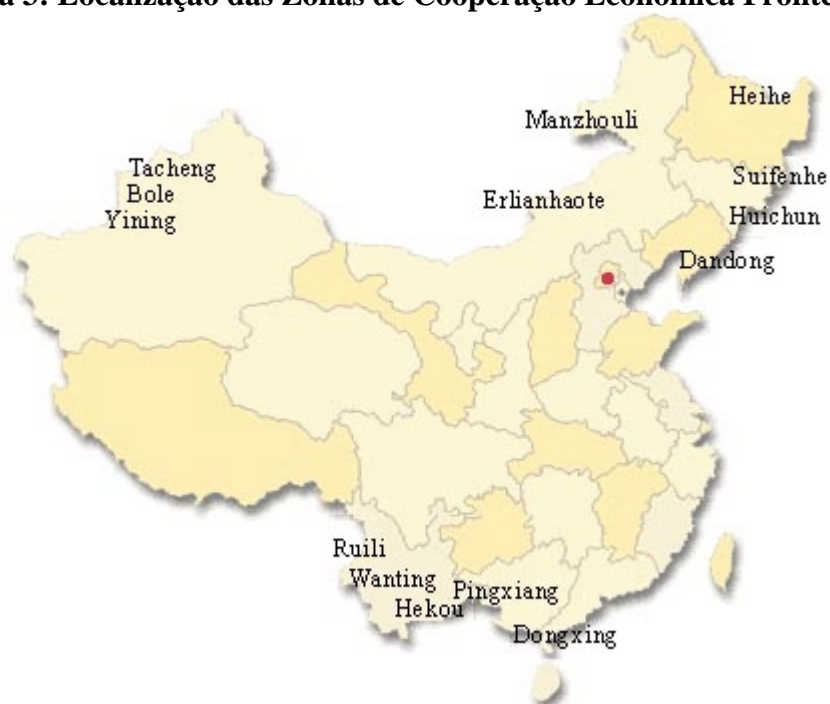 Localização das Zonas de Cooperação Econômica Fronte
Heihe
Manzhouli
Tacheng
Suifenhe
Bole
Erlianhaote
Yining
Huichun
Dandong
Ruili
Wanting
Pingxiang
Hekou
Dongxing